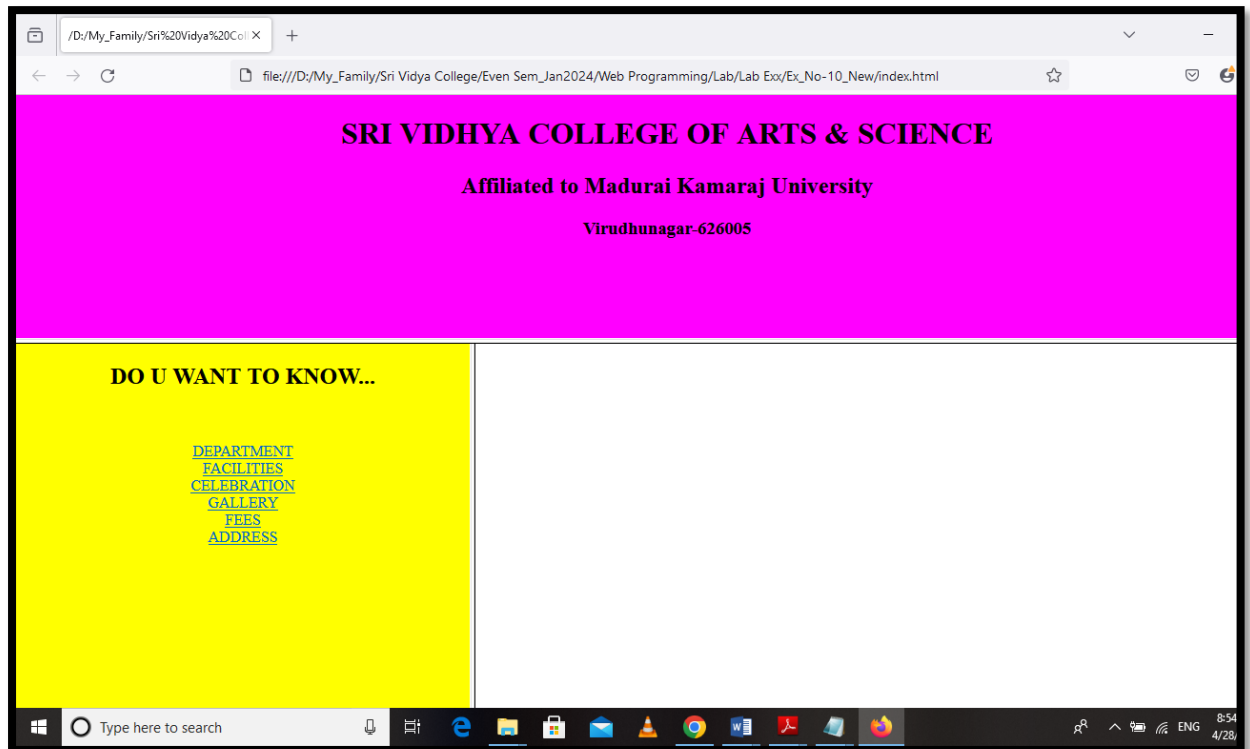 /D:/My_Family/Sri%20Vidya%20Coll
file:///D:/My_Family/Sri Vidya College/Even Sem_Jan2024/Web Programming/Lab/Lab Exx/Ex_No-10_New/index.html
SRI VIDHYA COLLEGE OF ARTS & SCIENCE
Affiliated to Madurai Kamaraj University
Virudhunagar-626005
DO U WANT TO KNOW...
DEPARTMENT
FACILITIES
CELEBRATION
GALLERY
FEES
ADDRESS
Type here to search
ENG
8:54
4/28/